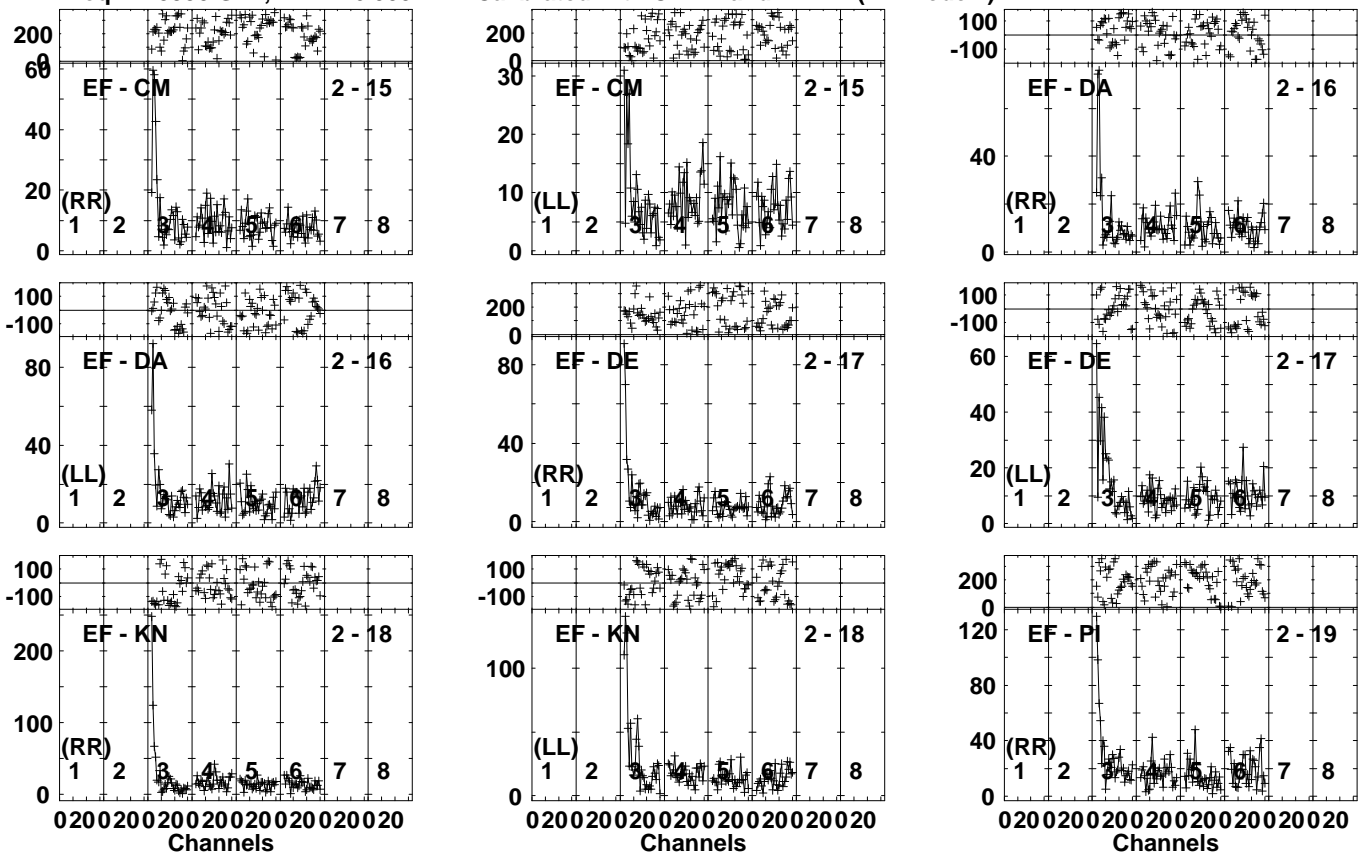 200 200 100
0 0 -100
60 EF - CM 2 - 15 30 EF - CM 2 - 15 EF - DA 2 - 16
40 20 40
20 10
(RR) (LL) (RR)
1 2 3 4 5 6 7 8 1 2 3 4 5 6 7 8 1 2 3 4 5 6 7 8
0 0 0
100 200 100
-100 0 -100
80 EF - DA 2 - 16 80 EF - DE 2 - 17 60 EF - DE 2 - 17
40 40 40
20
(LL) (RR) (LL)
1 2 3 4 5 6 7 8 1 2 3 4 5 6 7 8 1 2 3 4 5 6 7 8
0 0 0
100 100 200
-100 -100 0
EF - KN 2 - 18 EF - KN 2 - 18 120 EF - PI 2 - 19
200 100 80
100 40
(RR) (LL) (RR)
1 2 3 4 5 6 7 8 1 2 3 4 5 6 7 8 1 2 3 4 5 6 7 8
0 0 0
0 20 0 20 0 20 0 20 0 20 0 20 0 20 0 20 0 20 0 20 0 20 0 20 0 20 0 20 0 20 0 20 0 20 0 20 0 20 0 20 0 20 0 20 0 20 0 20
Channels Channels Channels